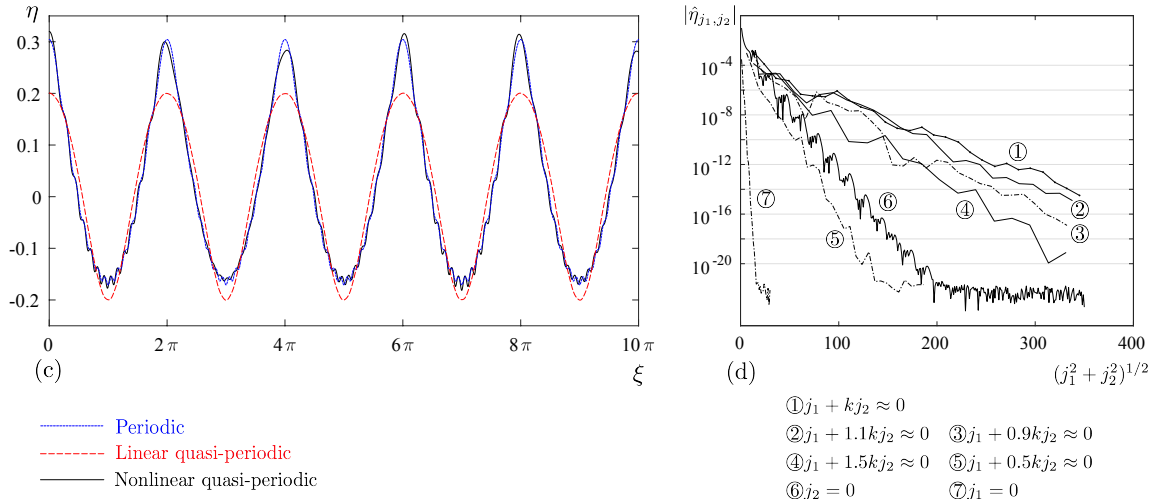 η
0.3
0.2
0.1
0
-0.1
-0.2
0 2π 4π 6π 8π 10π
(c) ξ
Periodic
Linear quasi-periodic
Nonlinear quasi-periodic
|η̂_{j₁,j₂}|
10⁻⁴
10⁻⁸
10⁻¹²
10⁻¹⁶
10⁻²⁰
① ② ③ ④ ⑤ ⑥ ⑦
0 100 200 300 400
(d) (j₁² + j₂²)^{1/2}
①j₁ + kj₂ ≈ 0
②j₁ + 1.1kj₂ ≈ 0 ③j₁ + 0.9kj₂ ≈ 0
④j₁ + 1.5kj₂ ≈ 0 ⑤j₁ + 0.5kj₂ ≈ 0
⑥j₂ = 0 ⑦j₁ = 0